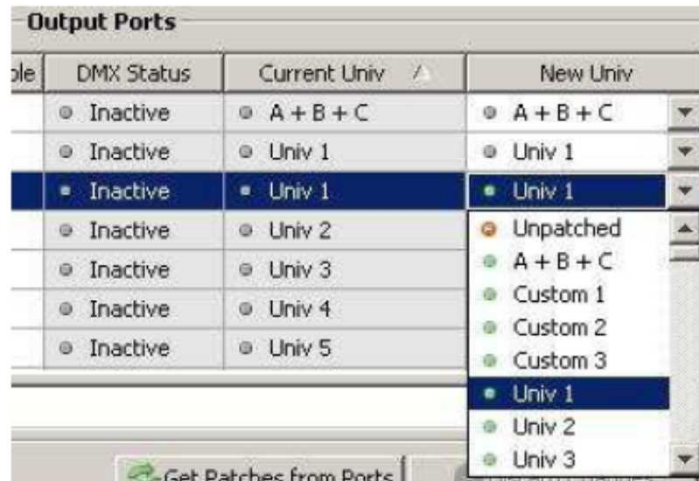 Output Ports
ble DMX Status Current Univ New Univ
Inactive A + B + C A + B + C
Inactive Univ 1 Univ 1
Inactive Univ 1 Univ 1
Inactive Univ 2 Unpatched
Inactive Univ 3 A + B + C
Inactive Univ 4 Custom 1
Inactive Univ 5 Custom 2
Custom 3
Univ 1
Univ 2
Univ 3
Get Patches from Ports